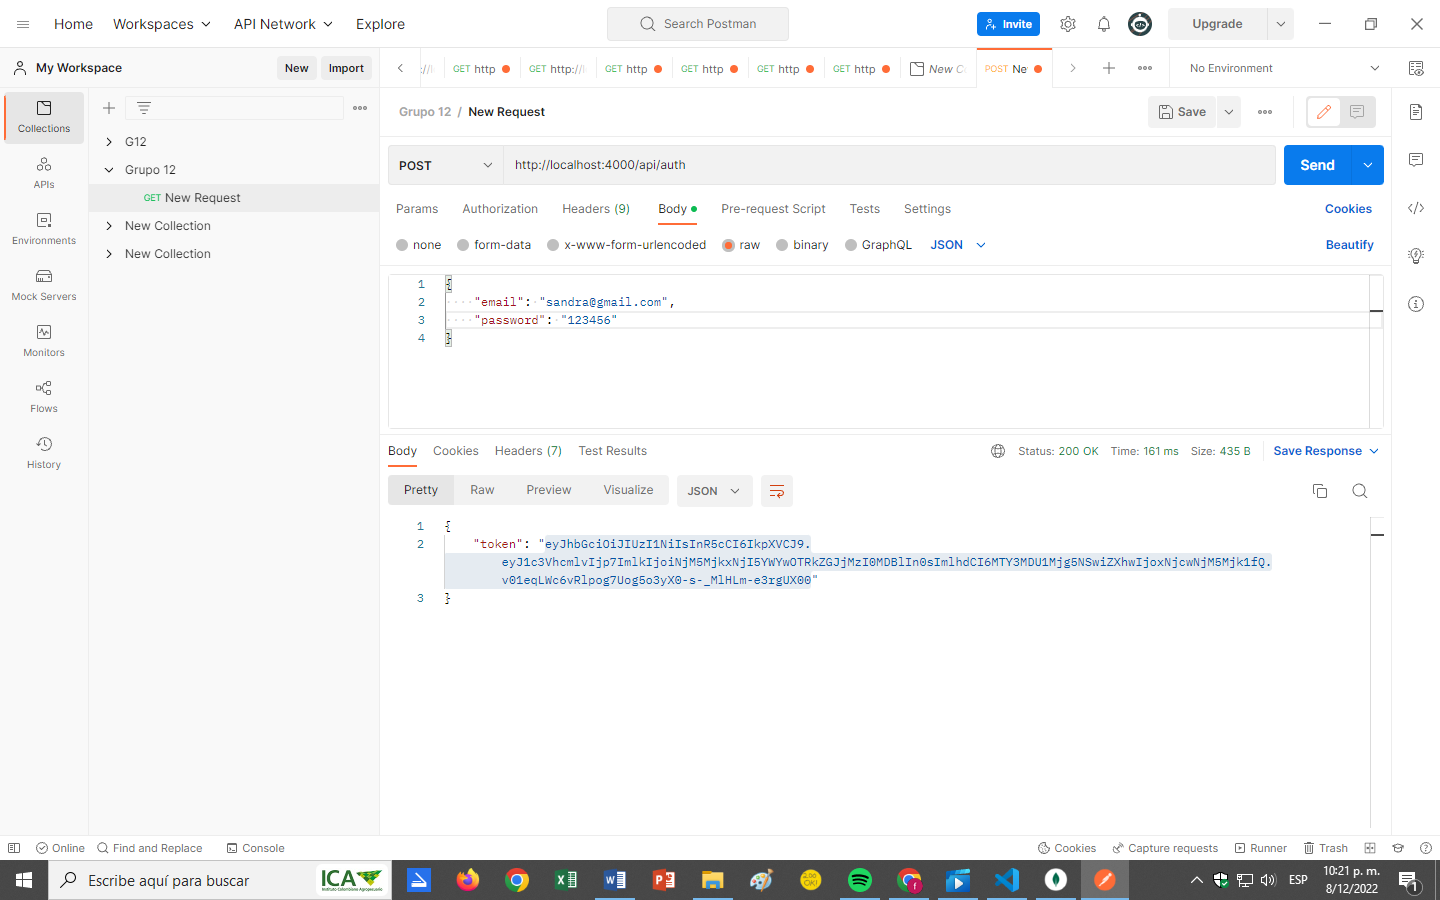 Home Workspaces API Network Explore Search Postman Invite Upgrade
My Workspace New Import GET http GET http:// GET http GET http GET http GET http New C POST Ne No Environment
Collections
APIs
Environments
Mock Servers
Monitors
Flows
History
G12
Grupo 12
GET New Request
New Collection
New Collection
Grupo 12 / New Request Save
POST http://localhost:4000/api/auth Send
Params Authorization Headers (9) Body Pre-request Script Tests Settings Cookies
none form-data x-www-form-urlencoded raw binary GraphQL JSON Beautify
1 {
2 "email": "sandra@gmail.com",
3 "password": "123456"
4 }
Body Cookies Headers (7) Test Results Status: 200 OK Time: 161 ms Size: 435 B Save Response
Pretty Raw Preview Visualize JSON
1 {
2 "token": "eyJhbGciOiJIUzI1NiIsInR5cCI6IkpXVCJ9.
eyJ1c3VhcmlvIjp7ImlkIjoiNjM5MjkxNjI5YWYwOTRkZGJjMzI0MDBlIn0sImlhdCI6MTY3MDU1Mjg5NSwiZXhwIjoxNjcwNjM5Mjk1fQ.
v01eqLWc6vRlpog7Uog5o3yX0-s-_MlHLm-e3rgUX00"
3 }
Online Find and Replace Console Cookies Capture requests Runner Trash
Escribe aquí para buscar ICA Instituto Colombiano Agropecuario ESP 10:21 p. m.
8/12/2022 1